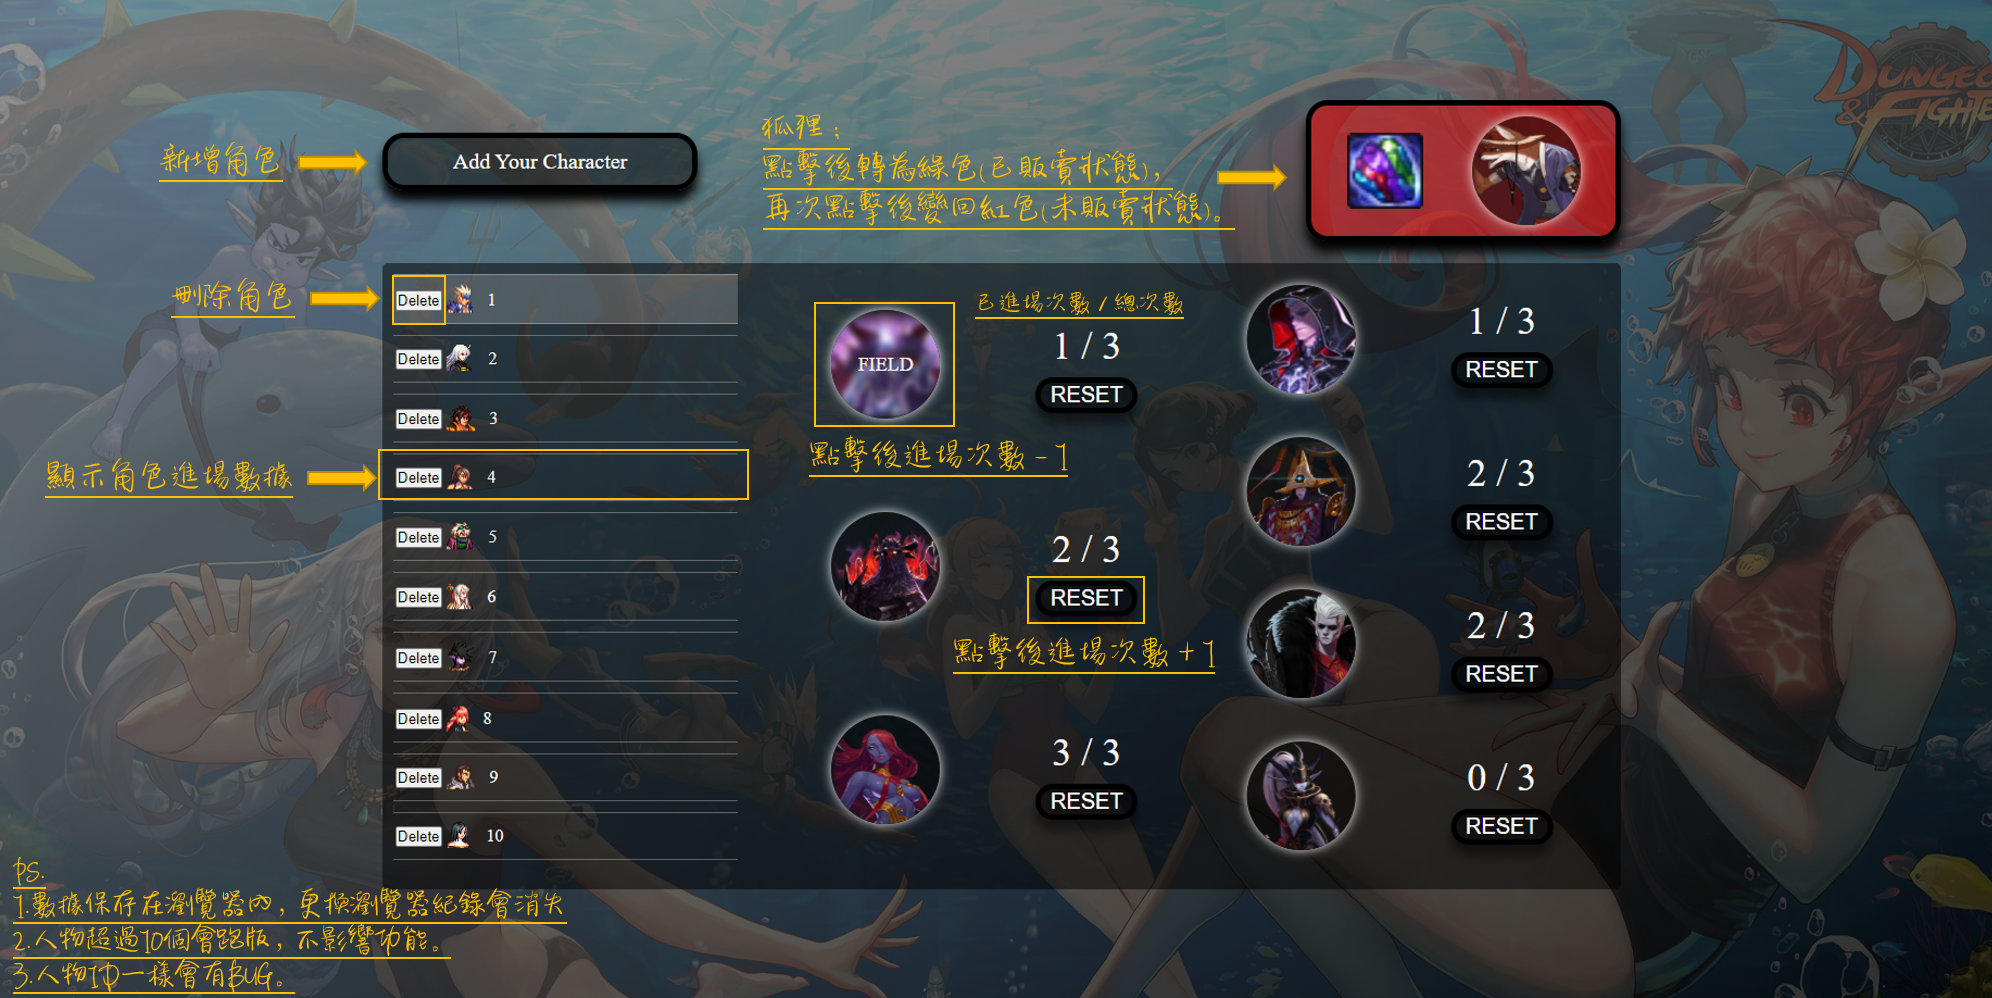 DUNGEON
&FIGHTER
新增角色
Add Your Character
狐狸：
點擊後轉為綠色(已販賣狀態)，
再次點擊後變回紅色(未販賣狀態)。
刪除角色
Delete 1
Delete 2
Delete 3
顯示角色進場數據
Delete 4
Delete 5
Delete 6
Delete 7
Delete 8
Delete 9
Delete 10
FIELD
已進場次數 / 總次數
1 / 3
RESET
點擊後進場次數 - 1
2 / 3
RESET
點擊後進場次數 + 1
3 / 3
RESET
1 / 3
RESET
2 / 3
RESET
2 / 3
RESET
0 / 3
RESET
ps.
1.數據保存在瀏覽器內，更換瀏覽器紀錄會消失
2.人物超過10個會跑版，不影響功能。
3.人物ID一樣會有BUG。